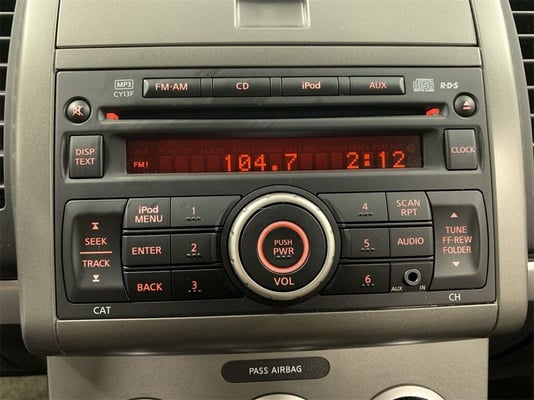 MP3
CY13F
FM·AM
CD
iPod
AUX
RDS
DISP
TEXT
FM1
104.7
2:12
CLOCK
iPod
MENU
1
4
SCAN
RPT
SEEK
TRACK
ENTER
2
PUSH
PWR
5
AUDIO
TUNE
FF·REW
FOLDER
BACK
3
VOL
6
AUX IN
CAT
CH
PASS AIRBAG